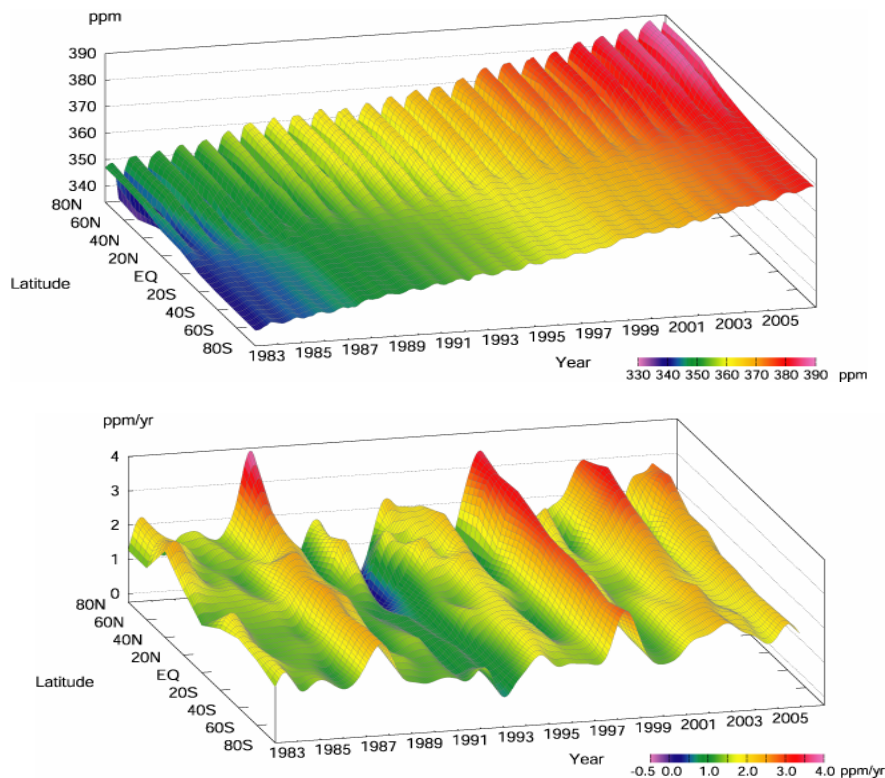 ppm
390
380
370
360
350
340
80N
60N
40N
20N
EQ
20S
40S
60S
80S
Latitude
1983 1985 1987 1989 1991 1993 1995 1997 1999 2001 2003 2005
Year
330 340 350 360 370 380 390 ppm
ppm/yr
4
3
2
1
0
80N
60N
40N
20N
EQ
20S
40S
60S
80S
Latitude
1983 1985 1987 1989 1991 1993 1995 1997 1999 2001 2003 2005
Year
-0.5 0.0 1.0 2.0 3.0 4.0 ppm/yr